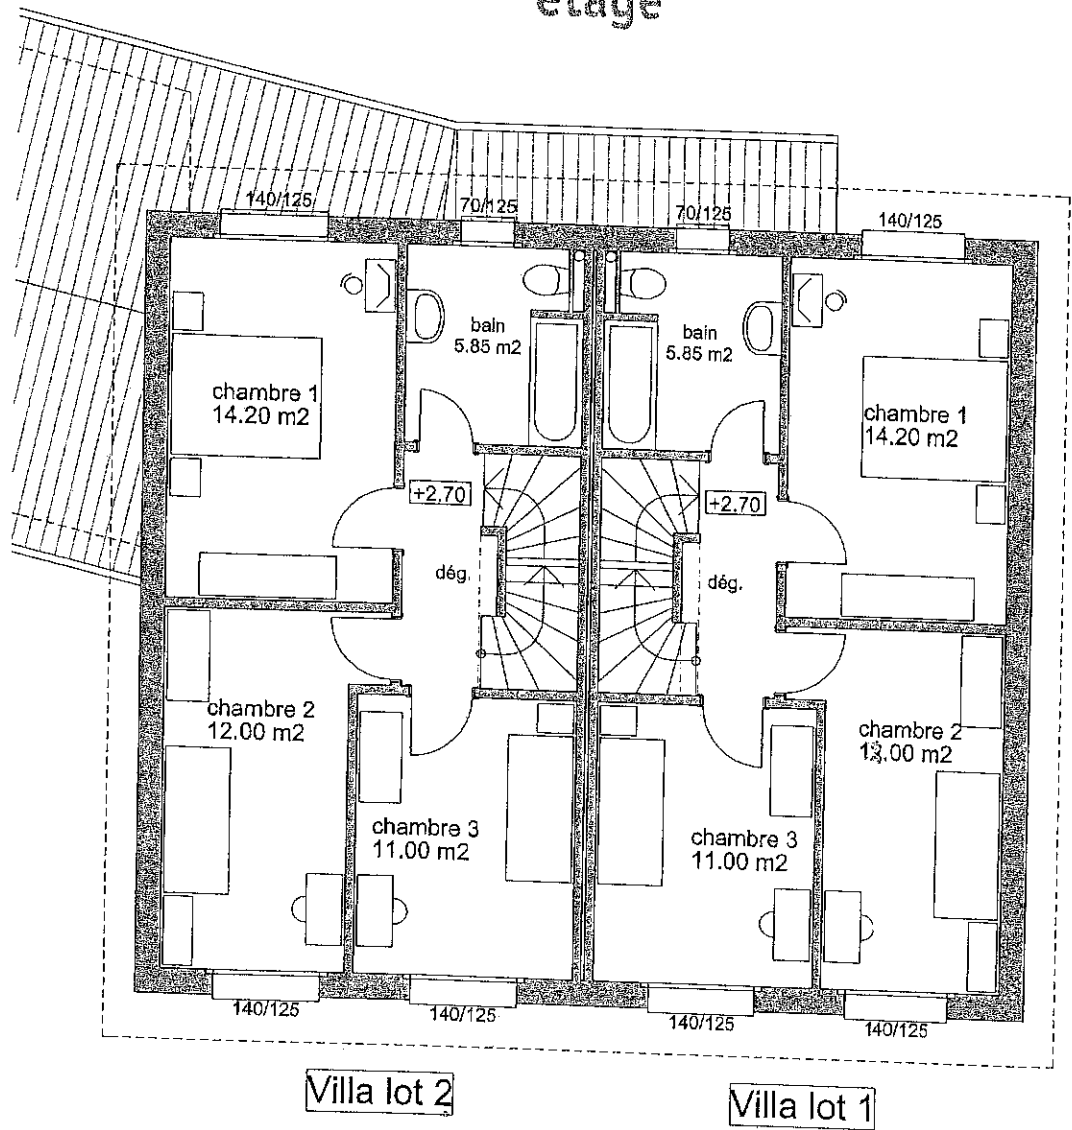 étage
140/125
70/125
70/125
140/125
bain
5.85 m2
bain
5.85 m2
chambre 1
14.20 m2
chambre 1
14.20 m2
+2.70
+2.70
dég.
dég.
chambre 2
12.00 m2
chambre 2
chambre 3
11.00 m2
chambre 3
11.00 m2
140/125
140/125
140/125
140/125
Villa lot 2
Villa lot 1